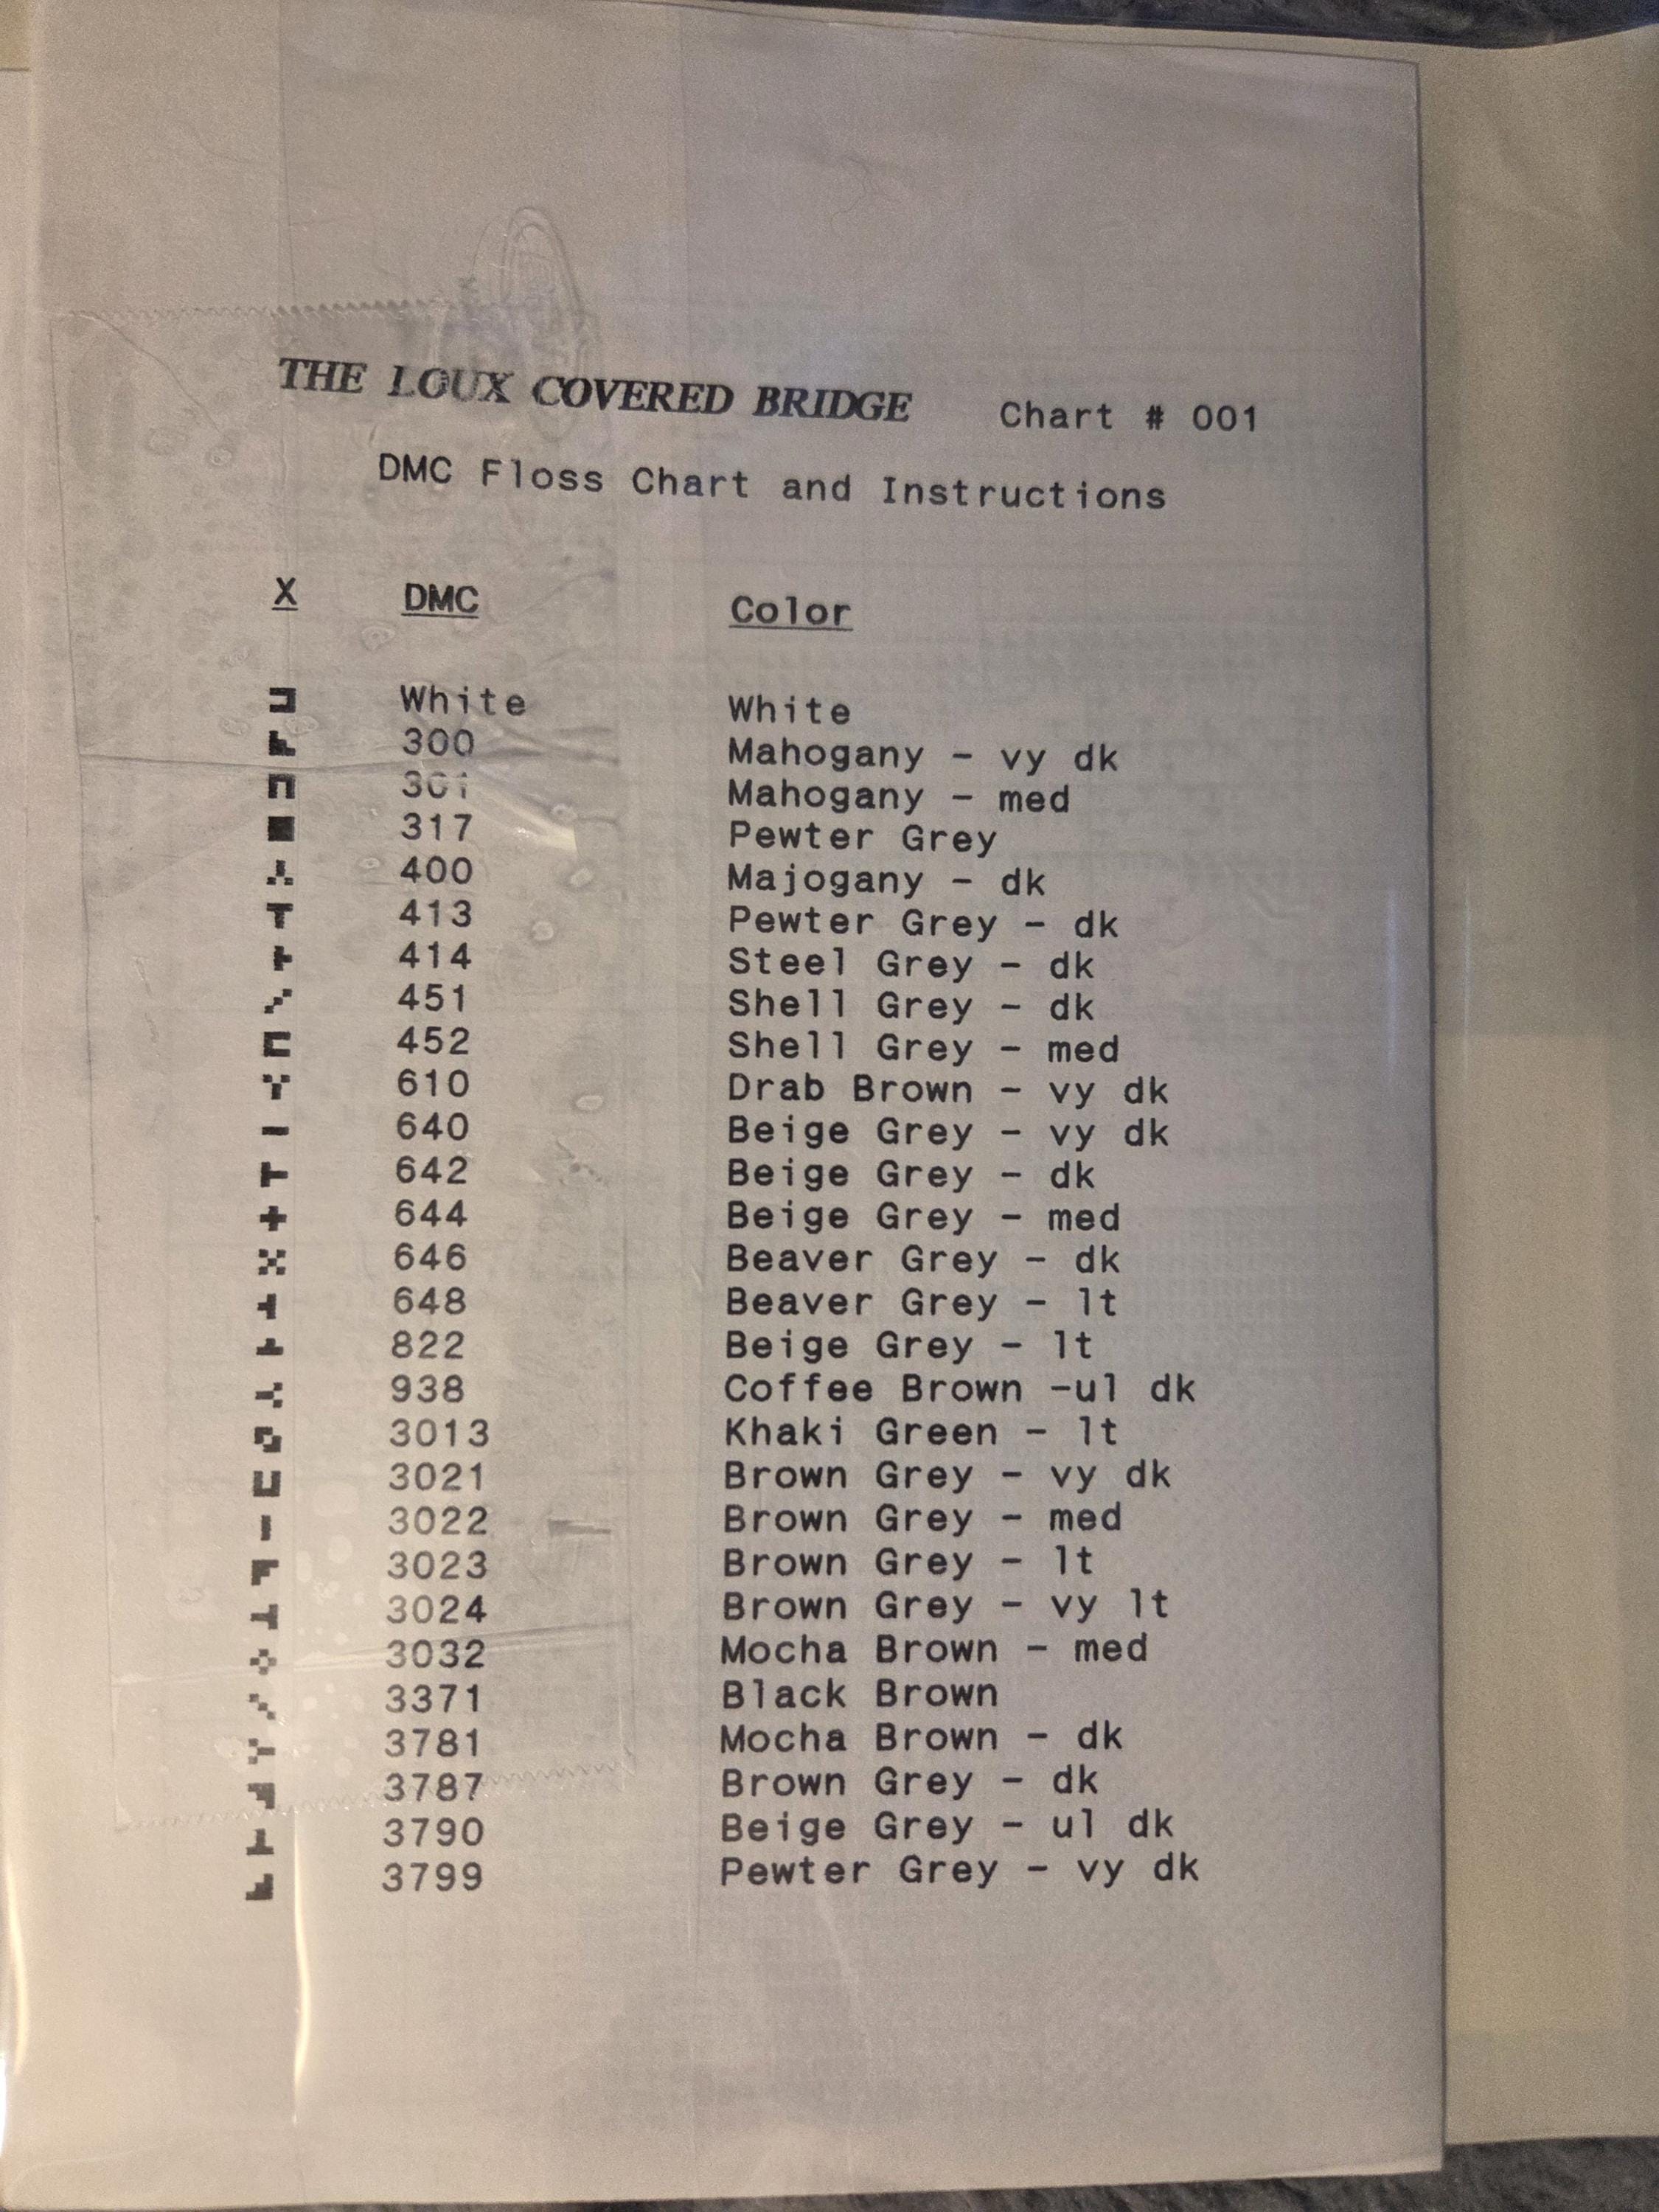 THE LOUX COVERED BRIDGE Chart # 001
DMC Floss Chart and Instructions
X DMC Color
White White
300 Mahogany - vy dk
301 Mahogany - med
317 Pewter Grey
400 Majogany - dk
413 Pewter Grey - dk
414 Steel Grey - dk
451 Shell Grey - dk
452 Shell Grey - med
610 Drab Brown - vy dk
640 Beige Grey - vy dk
642 Beige Grey - dk
644 Beige Grey - med
646 Beaver Grey - dk
648 Beaver Grey - lt
822 Beige Grey - lt
938 Coffee Brown -ul dk
3013 Khaki Green - lt
3021 Brown Grey - vy dk
3022 Brown Grey - med
3023 Brown Grey - lt
3024 Brown Grey - vy lt
3032 Mocha Brown - med
3371 Black Brown
3781 Mocha Brown - dk
3787 Brown Grey - dk
3790 Beige Grey - ul dk
3799 Pewter Grey - vy dk